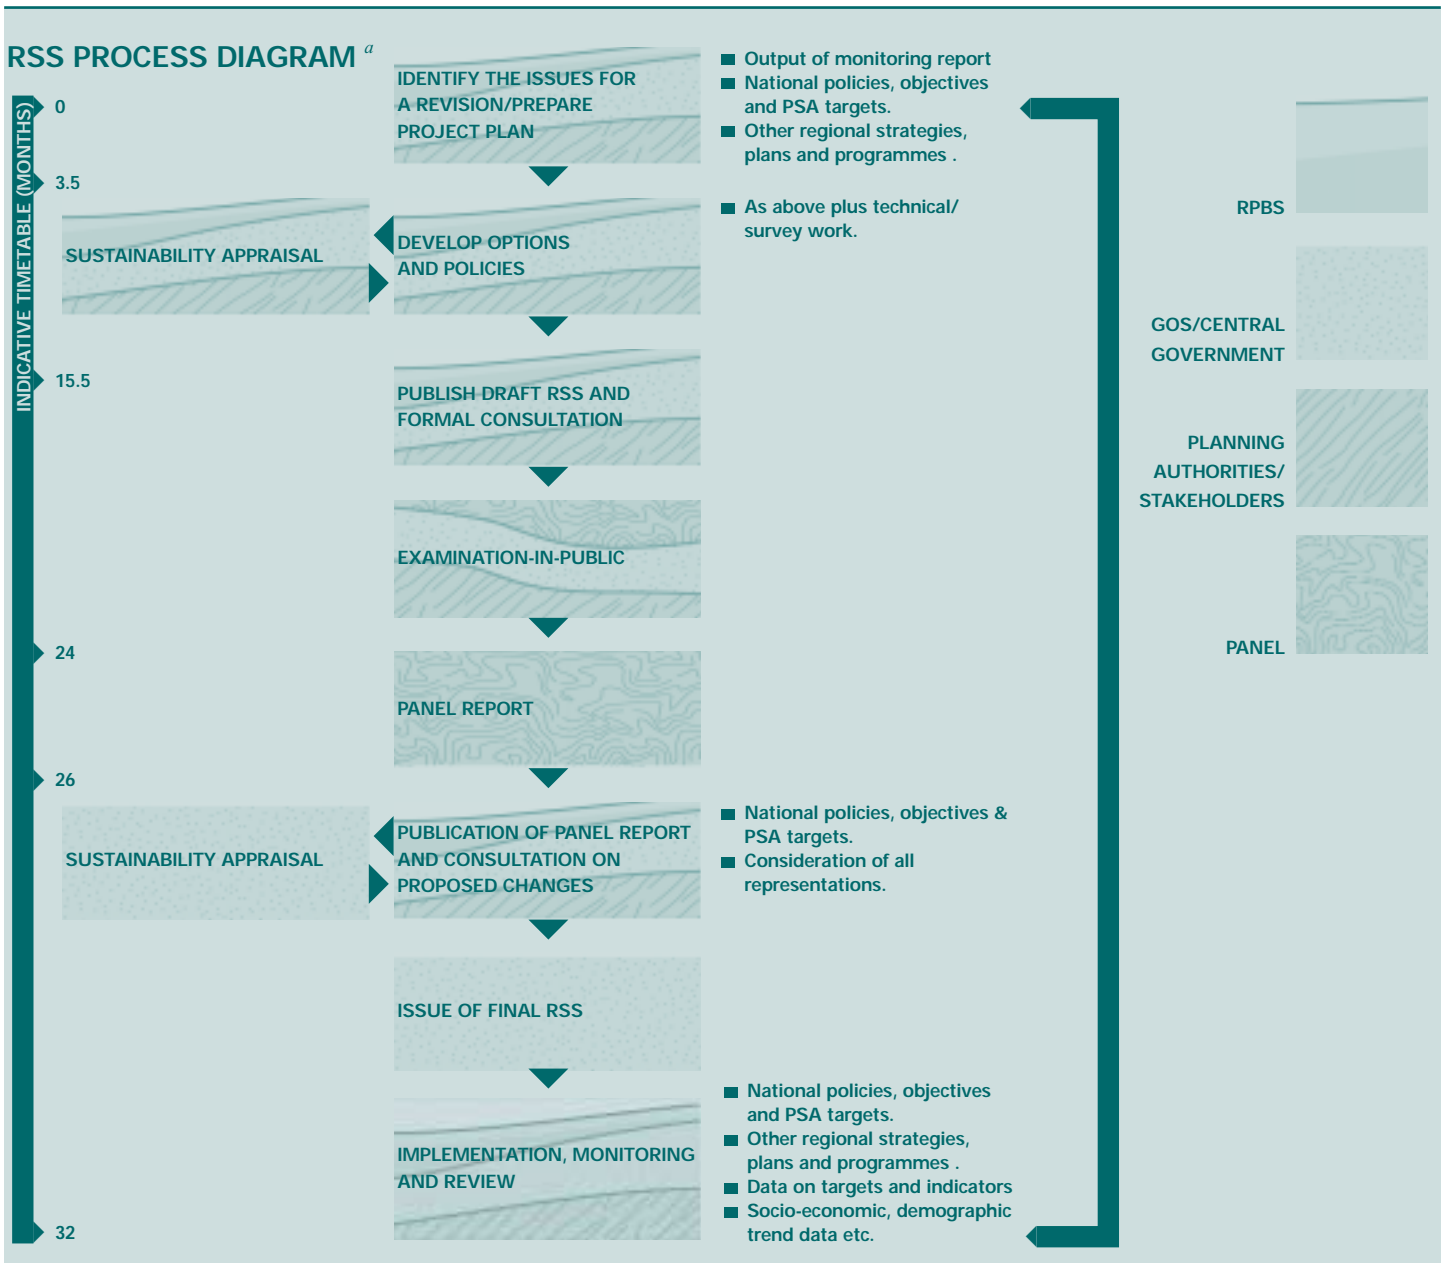 RSS PROCESS DIAGRAM a
INDICATIVE TIMETABLE (MONTHS)
0
3.5
15.5
24
26
32
IDENTIFY THE ISSUES FOR
A REVISION/PREPARE
PROJECT PLAN
■ Output of monitoring report
■ National policies, objectives
and PSA targets.
■ Other regional strategies,
plans and programmes .
SUSTAINABILITY APPRAISAL
DEVELOP OPTIONS
AND POLICIES
■ As above plus technical/
survey work.
PUBLISH DRAFT RSS AND
FORMAL CONSULTATION
EXAMINATION-IN-PUBLIC
PANEL REPORT
SUSTAINABILITY APPRAISAL
PUBLICATION OF PANEL REPORT
AND CONSULTATION ON
PROPOSED CHANGES
■ National policies, objectives &
PSA targets.
■ Consideration of all
representations.
ISSUE OF FINAL RSS
IMPLEMENTATION, MONITORING
AND REVIEW
■ National policies, objectives
and PSA targets.
■ Other regional strategies,
plans and programmes .
■ Data on targets and indicators
■ Socio-economic, demographic
trend data etc.
RPBS
GOS/CENTRAL
GOVERNMENT
PLANNING
AUTHORITIES/
STAKEHOLDERS
PANEL